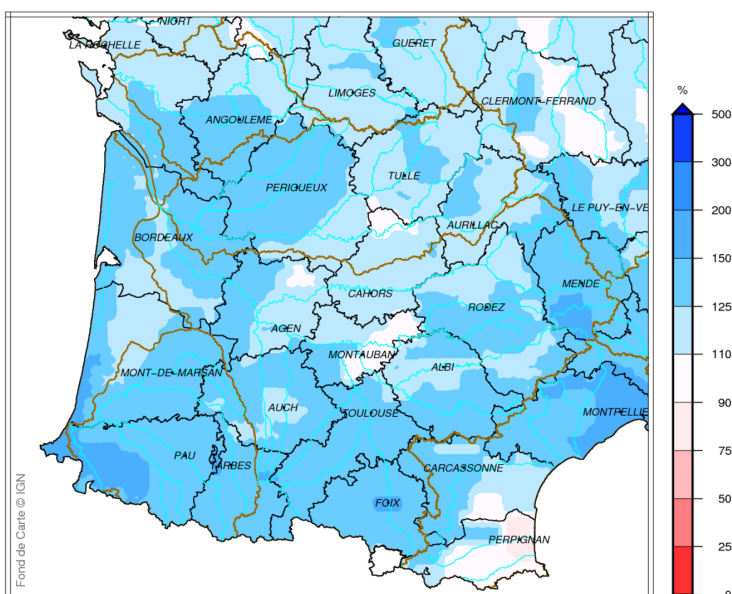 NIORT
LA ROCHELLE
GUERET
%
LIMOGES
CLERMONT-FERRAND
500
ANGOULEME
300
TULLE
PERIGUEUX
200
LE PUY-EN-VE
AURILLAC
BORDEAUX
150
MENDE
CAHORS
RODEZ
125
AGEN
110
MONTAUBAN
ALBI
MONT-DE-MARSAN
90
AUCH
TOULOUSE
MONTPELLIE
75
PAU
TARBES
CARCASSONNE
50
FOIX
PERPIGNAN
25
0
Fond de Carte © IGN